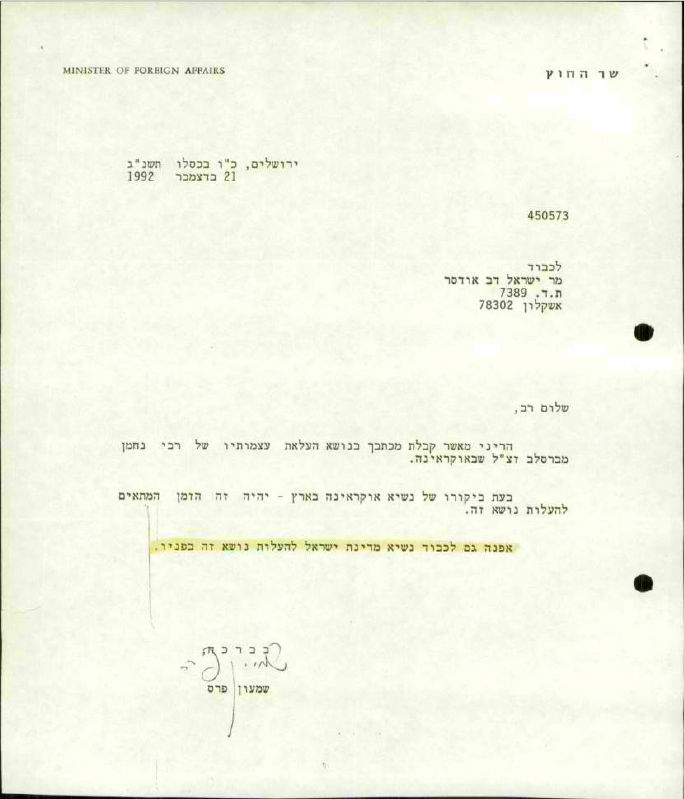 MINISTER OF FOREIGN AFFAIRS
שר החוץ
ירושלים, כ"ו בכסלו תשנ"ג
21 בדצמבר 1992
450573
לכבוד
מר ישראל דב אודסר
ת.ד. 7389
אשקלון 78302
שלום רב,
הריני מאשר קבלת מכתבך בנושא העלאת עצמותיו של רבי נחמן
מברסלב זצ"ל שבאוקראינה.
בעת ביקורו של נשיא אוקראינה בארץ - יהיה זה הזמן המתאים
להעלות נושא זה.
אפנה גם לכבוד נשיא מדינת ישראל להעלות נושא זה בפניו.
בברכה
שמעון פרס